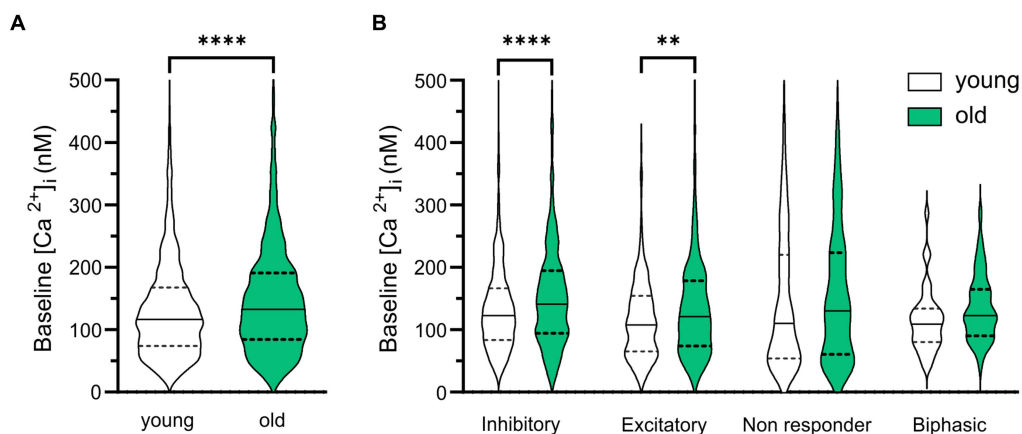 A
****
Baseline [Ca ²⁺]ᵢ (nM)
500
400
300
200
100
0
young
old
B
****
**
Baseline [Ca ²⁺]ᵢ (nM)
500
400
300
200
100
0
Inhibitory
Excitatory
Non responder
Biphasic
young
old